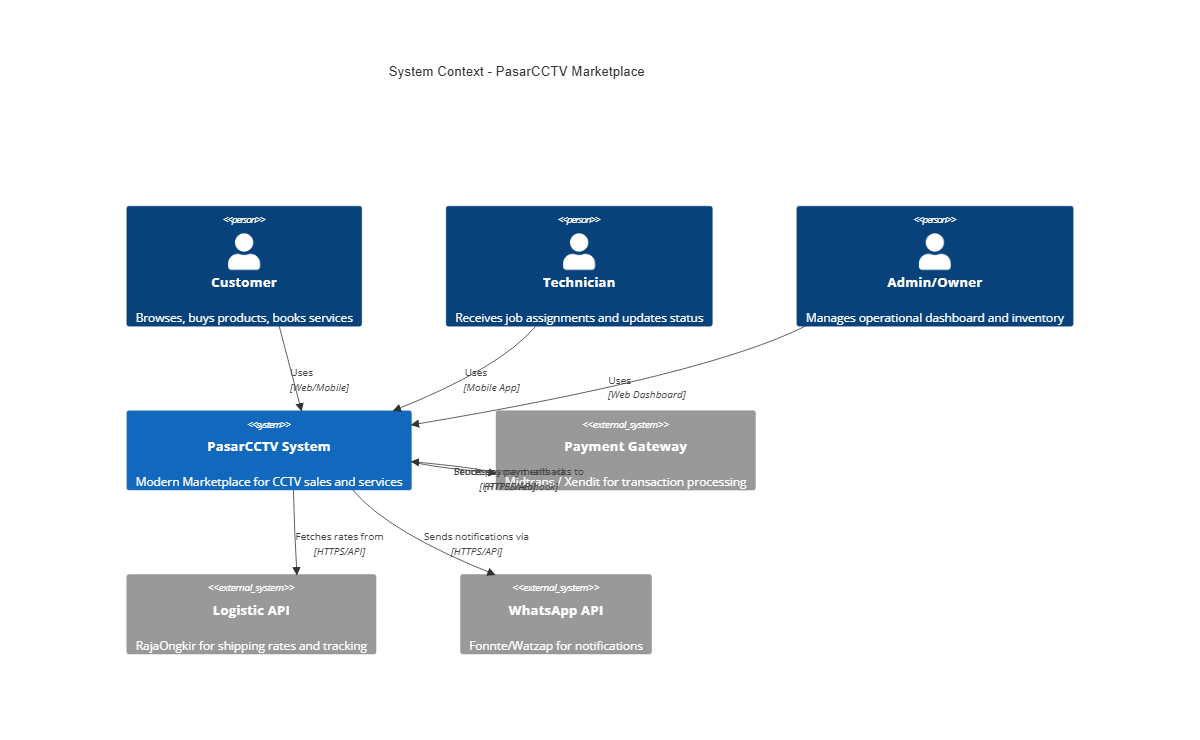 System Context - PasarCCTV Marketplace
<<person>>
Customer
Browses, buys products, books services
<<person>>
Technician
Receives job assignments and updates status
<<person>>
Admin/Owner
Manages operational dashboard and inventory
Uses
[Web/Mobile]
Uses
[Mobile App]
Uses
[Web Dashboard]
<<system>>
PasarCCTV System
Modern Marketplace for CCTV sales and services
<<external_system>>
Payment Gateway
Midtrans / Xendit for transaction processing
Fetches rates from
[HTTPS/API]
Sends notifications via
[HTTPS/API]
<<external_system>>
Logistic API
RajaOngkir for shipping rates and tracking
<<external_system>>
WhatsApp API
Fonnte/Watzap for notifications